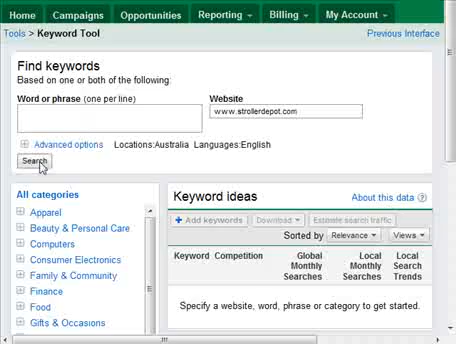 Home Campaigns Opportunities Reporting Billing My Account
Tools > Keyword Tool Previous Interface
Find keywords
Based on one or both of the following:
Word or phrase (one per line) Website
www.strollerdepot.com
Advanced options Locations:Australia Languages:English
Search
All categories
Apparel
Beauty & Personal Care
Computers
Consumer Electronics
Family & Community
Finance
Food
Gifts & Occasions
Keyword ideas About this data ?
+ Add keywords Download Estimate search traffic
Sorted by Relevance Views
Keyword Competition Global Monthly Searches Local Monthly Searches Local Search Trends
Specify a website, word, phrase or category to get started.